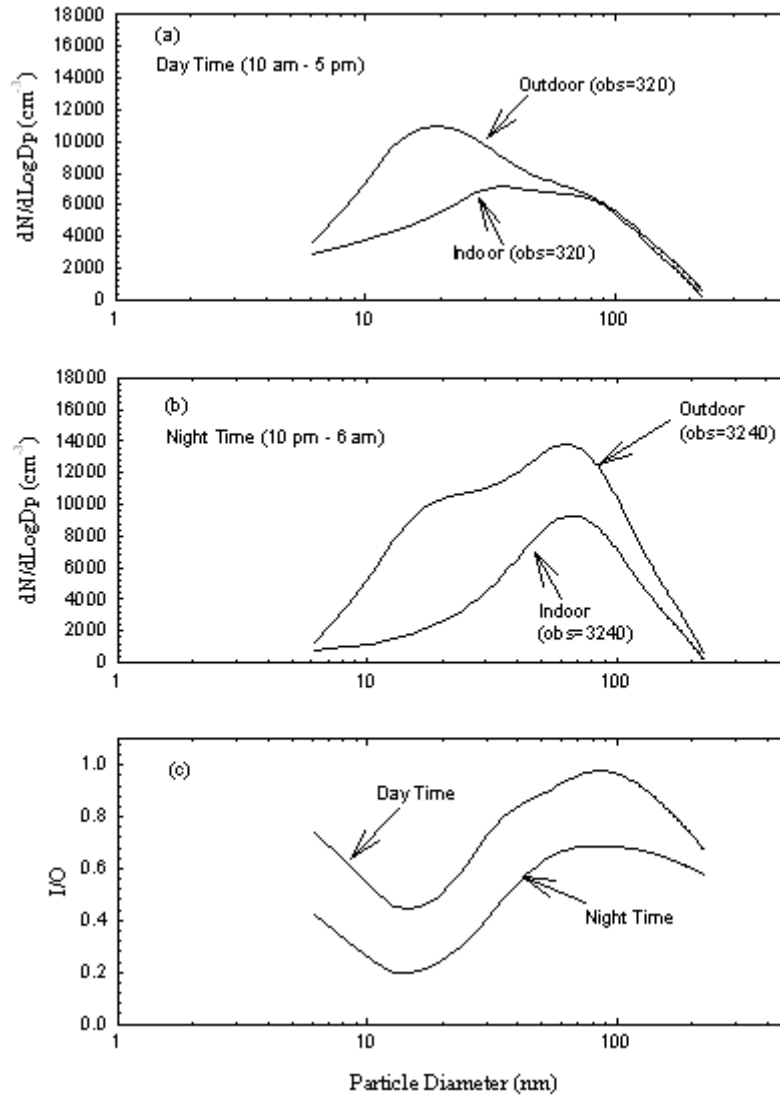 18000
(a)
16000
Day Time (10 am - 5 pm)
14000
Outdoor (obs=320)
12000
10000
8000
6000
4000
Indoor (obs=320)
2000
0
dN/dLogDp (cm-3)
1
10
100
18000
(b)
16000
Outdoor
(obs=3240)
Night Time (10 pm - 6 am)
14000
12000
10000
8000
6000
4000
Indoor
(obs=3240)
2000
0
dN/dLogDp (cm-3)
1
10
100
1.0
(c)
Day Time
0.8
0.6
0.4
Night Time
0.2
0.0
I/O
1
10
100
Particle Diameter (nm)